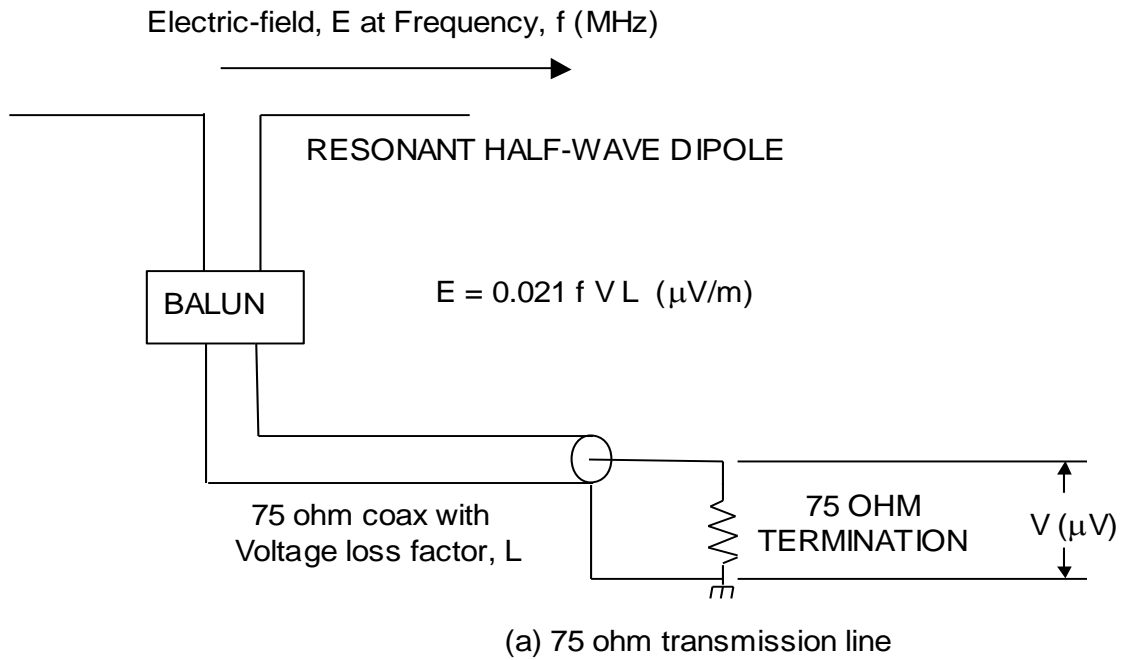 Electric-field, E at Frequency, f (MHz)
RESONANT HALF-WAVE DIPOLE
BALUN
E = 0.021 f V L (μV/m)
75 ohm coax with
Voltage loss factor, L
75 OHM
TERMINATION
V (μV)
(a) 75 ohm transmission line